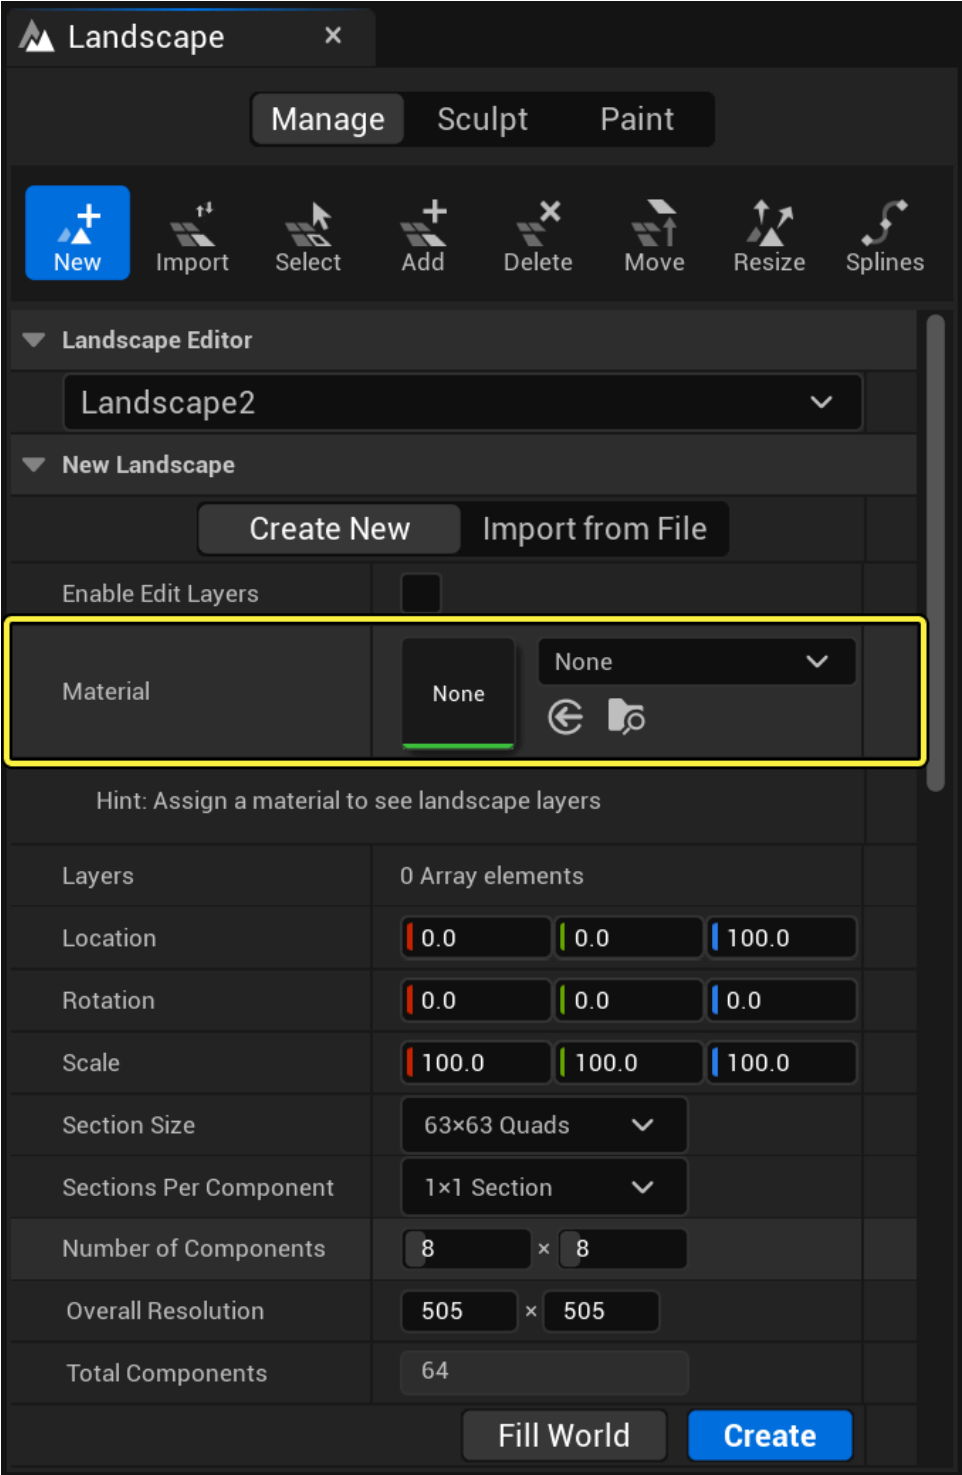 Landscape ×
Manage Sculpt Paint
New Import Select Add Delete Move Resize Splines
Landscape Editor
Landscape2
New Landscape
Create New Import from File
Enable Edit Layers
Material None None
Hint: Assign a material to see landscape layers
Layers 0 Array elements
Location 0.0 0.0 100.0
Rotation 0.0 0.0 0.0
Scale 100.0 100.0 100.0
Section Size 63×63 Quads
Sections Per Component 1×1 Section
Number of Components 8 × 8
Overall Resolution 505 × 505
Total Components 64
Fill World Create